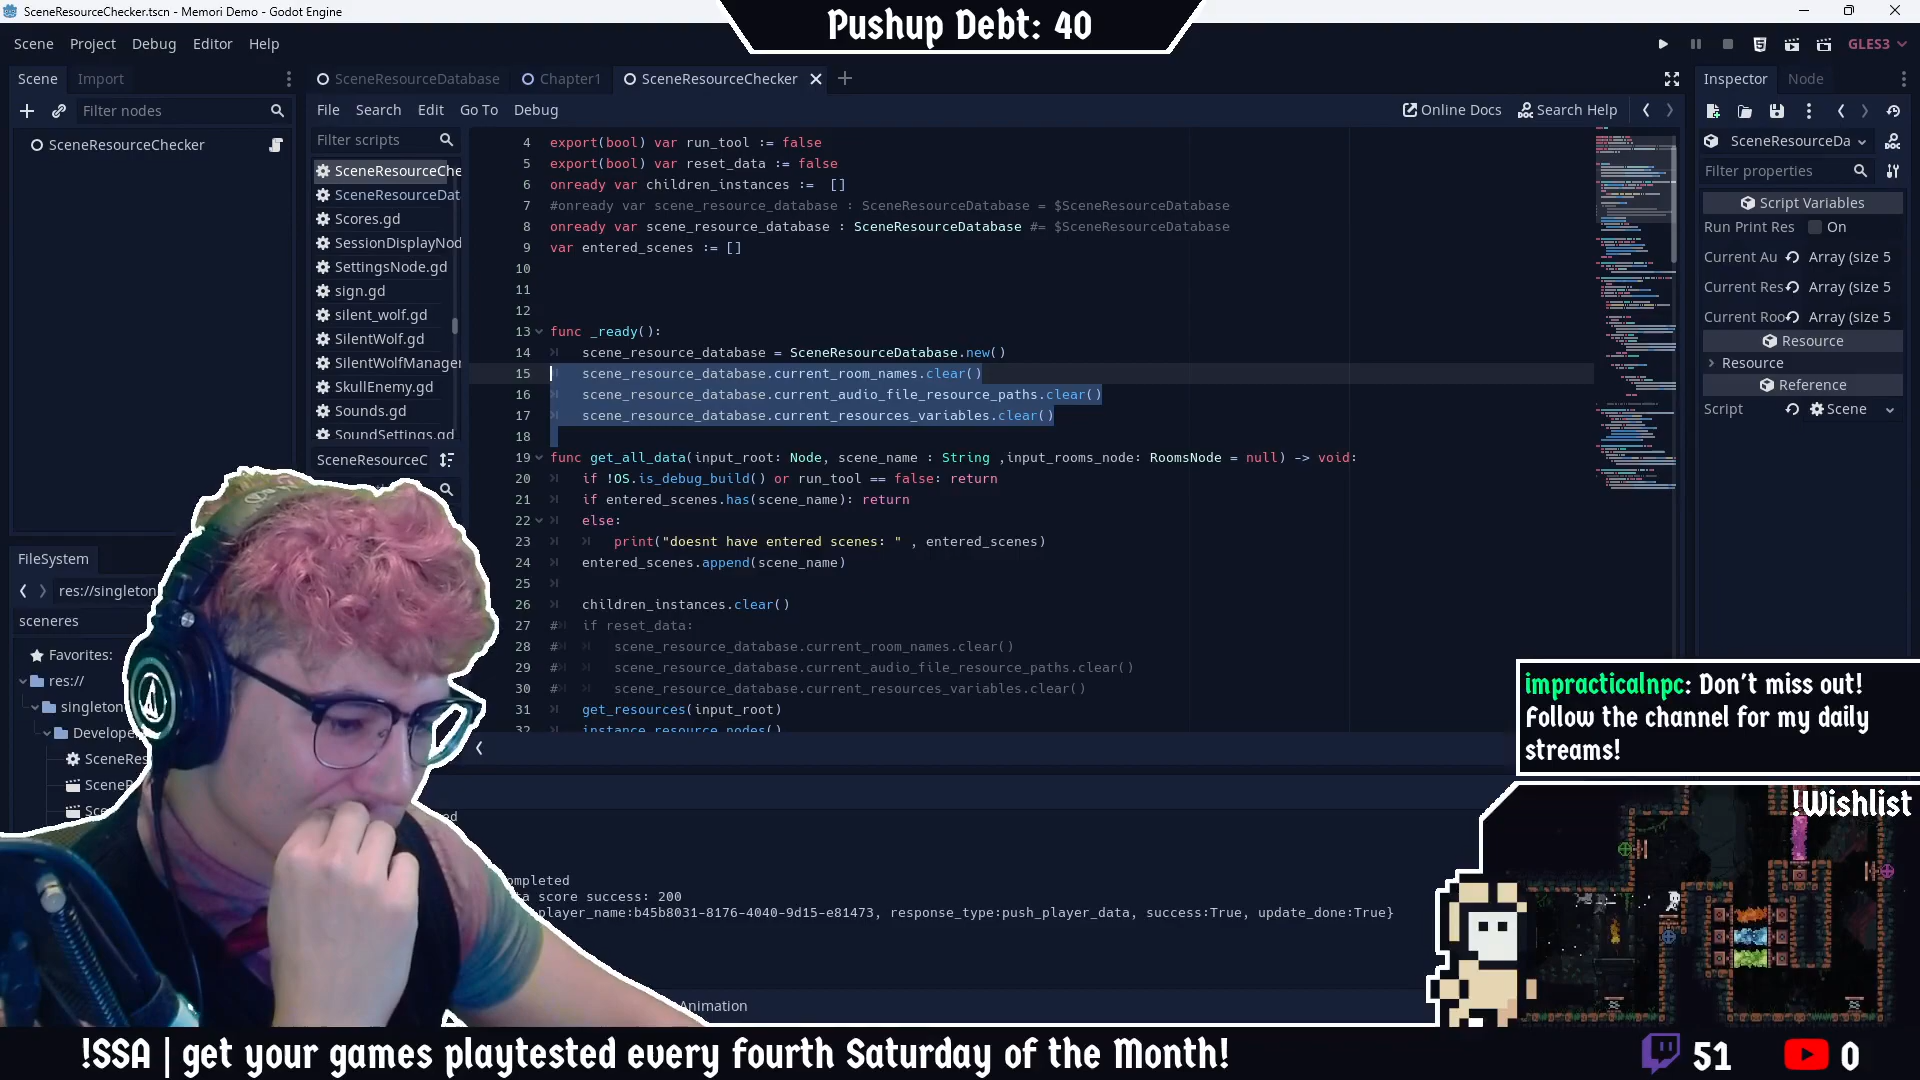 SceneResourceChecker.tscn - Memori Demo - Godot Engine
Pushup Debt: 40
Scene Project Debug Editor Help
GLES3
Scene Import
SceneResourceDatabase Chapter1 SceneResourceChecker
Inspector Node
Filter nodes
File Search Edit Go To Debug
Online Docs Search Help
SceneResourceChecker
Filter scripts
SceneResourceChe
SceneResourceDat
Scores.gd
SessionDisplayNod
SettingsNode.gd
sign.gd
silent_wolf.gd
SilentWolf.gd
SilentWolfManager
SkullEnemy.gd
Sounds.gd
SoundSettings.gd
SceneResourceC
4 export(bool) var run_tool := false
5 export(bool) var reset_data := false
6 onready var children_instances :=  []
7 #onready var scene_resource_database : SceneResourceDatabase = $SceneResourceDatabase
8 onready var scene_resource_database : SceneResourceDatabase #= $SceneResourceDatabase
9 var entered_scenes := []
10
11
12
13 func _ready():
14 scene_resource_database = SceneResourceDatabase.new()
15 scene_resource_database.current_room_names.clear()
16 scene_resource_database.current_audio_file_resource_paths.clear()
17 scene_resource_database.current_resources_variables.clear()
18
19 func get_all_data(input_root: Node, scene_name : String ,input_rooms_node: RoomsNode = null) -> void:
20 if !OS.is_debug_build() or run_tool == false: return
21 if entered_scenes.has(scene_name): return
22 else:
23 print("doesnt have entered scenes: " , entered_scenes)
24 entered_scenes.append(scene_name)
25
26 children_instances.clear()
27 # if reset_data:
28 # scene_resource_database.current_room_names.clear()
29 # scene_resource_database.current_audio_file_resource_paths.clear()
30 # scene_resource_database.current_resources_variables.clear()
31 get_resources(input_root)
32 instance_resource_nodes()
SceneResourceDa
Filter properties
Script Variables
Run Print Res On
Current Au Array (size 5
Current Res Array (size 5
Current Roo Array (size 5
Resource
Resource
Reference
Script Scene
FileSystem
res://singleton
sceneres
Favorites:
res://
singleton
Develope
SceneRes
SceneR
Sce
ed
ompleted
a score success: 200
player_name:b45b8031-8176-4040-9d15-e81473, response_type:push_player_data, success:True, update_done:True}
Animation
impracticalnpc: Don't miss out!
Follow the channel for my daily
streams!
!Wishlist
!SSA | get your games playtested every fourth Saturday of the Month!
51 0